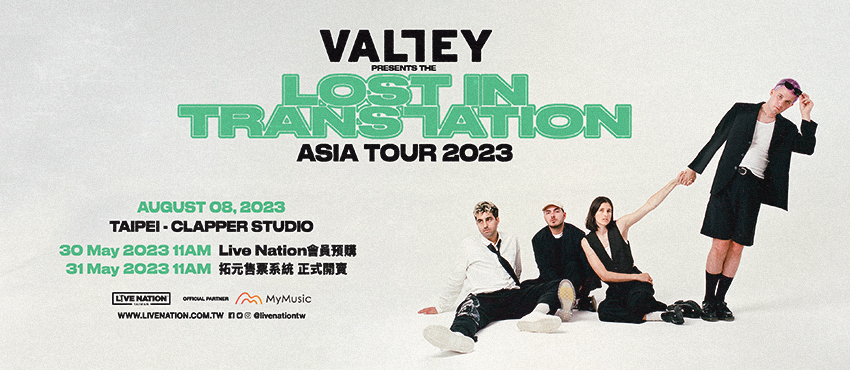 VALLEY
PRESENTS THE
LOST IN
TRANSLATION
ASIA TOUR 2023
AUGUST 08, 2023
TAIPEI - CLAPPER STUDIO
30 May 2023 11AM Live Nation會員預購
31 May 2023 11AM 拓元售票系統 正式開賣
LIVE NATION
TAIWAN
OFFICIAL PARTNER
MyMusic
WWW.LIVENATION.COM.TW @livenationtw